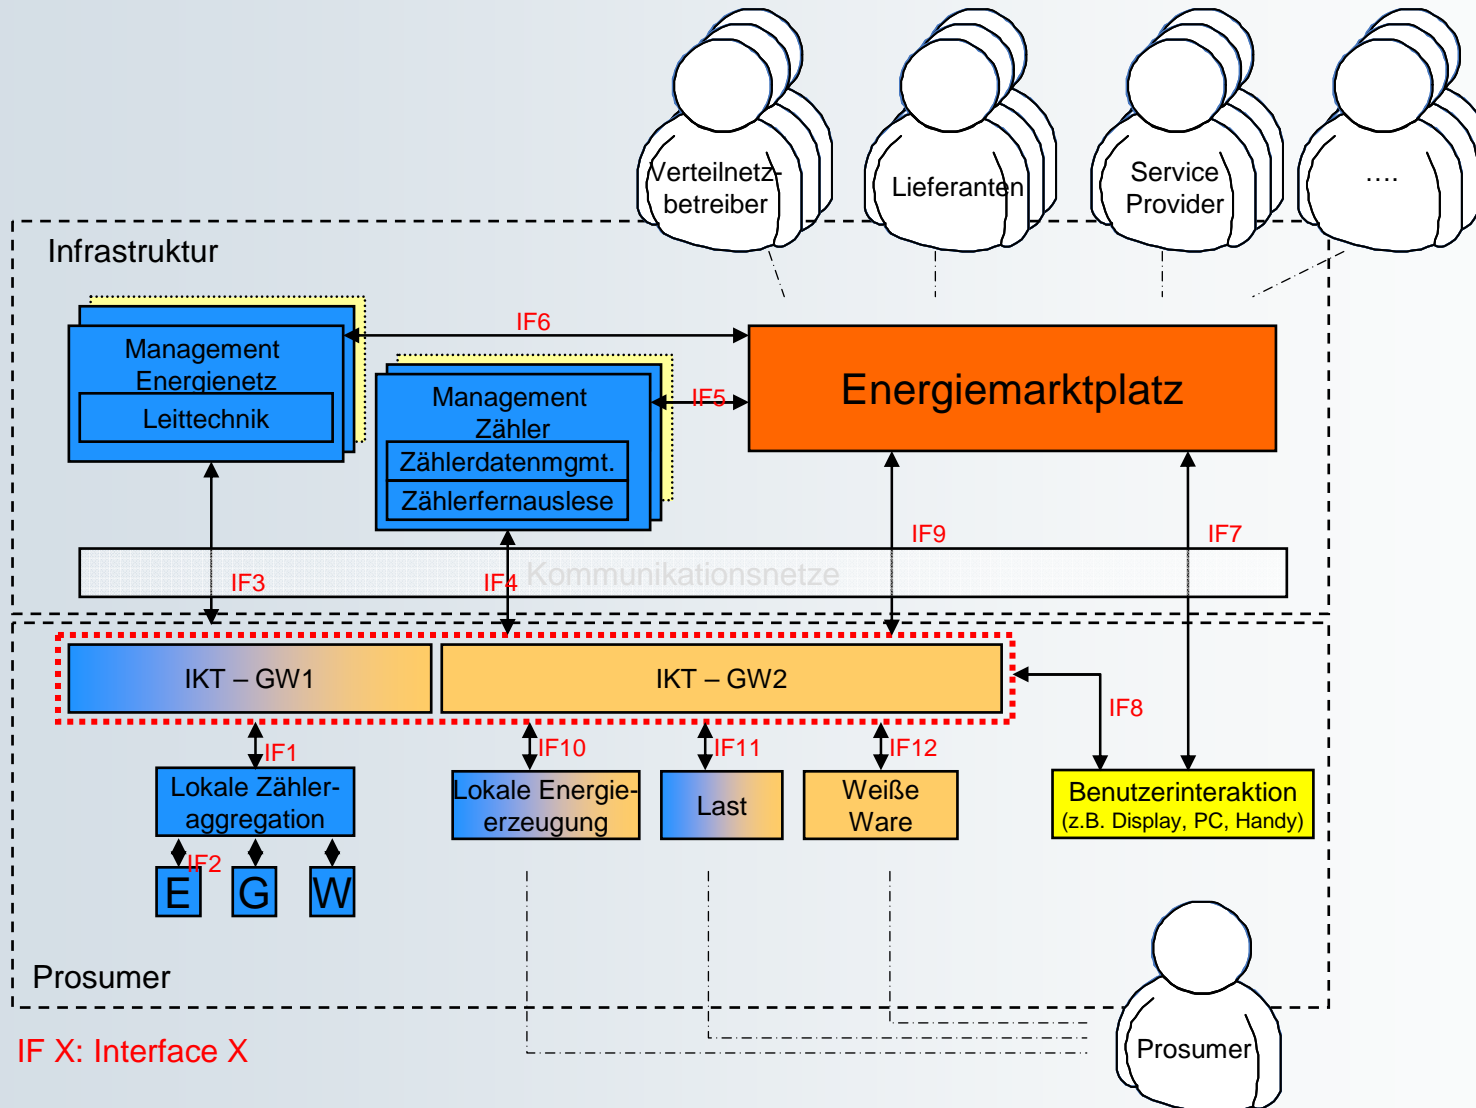 Verteilnetz-
betreiber
Lieferanten
Service
Provider
....
Infrastruktur
IF6
Management
Energienetz
Leittechnik
Management
Zähler
Zählerdatenmgmt.
Zählerfernauslese
IF5
Energiemarktplatz
IF9
IF7
IF3
IF4
Kommunikationsnetze
IKT – GW1
IKT – GW2
IF8
IF1
IF10
IF11
IF12
Lokale Zähler-
aggregation
Lokale Energie-
erzeugung
Last
Weiße
Ware
Benutzerinteraktion
(z.B. Display, PC, Handy)
IF2
E
G
W
Prosumer
Prosumer
IF X: Interface X